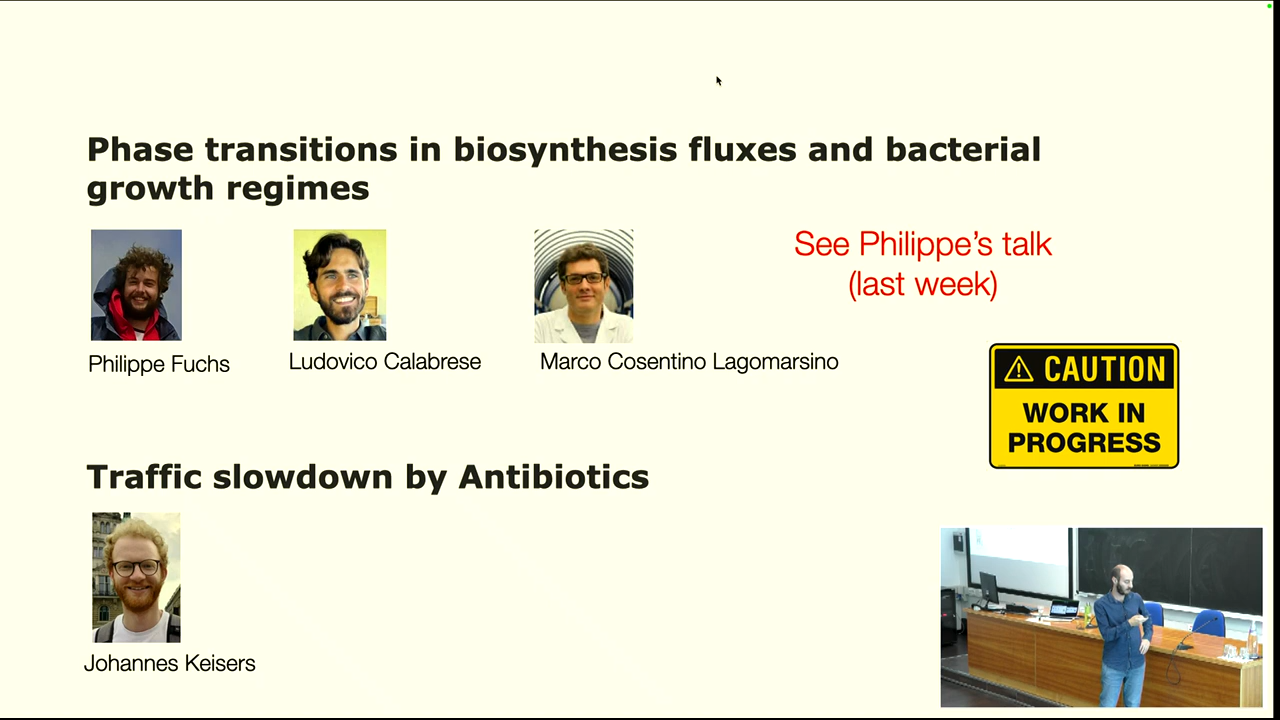 Phase transitions in biosynthesis fluxes and bacterial
growth regimes
See Philippe's talk
(last week)
Philippe Fuchs
Ludovico Calabrese
Marco Cosentino Lagomarsino
CAUTION
WORK IN
PROGRESS
Traffic slowdown by Antibiotics
Johannes Keisers